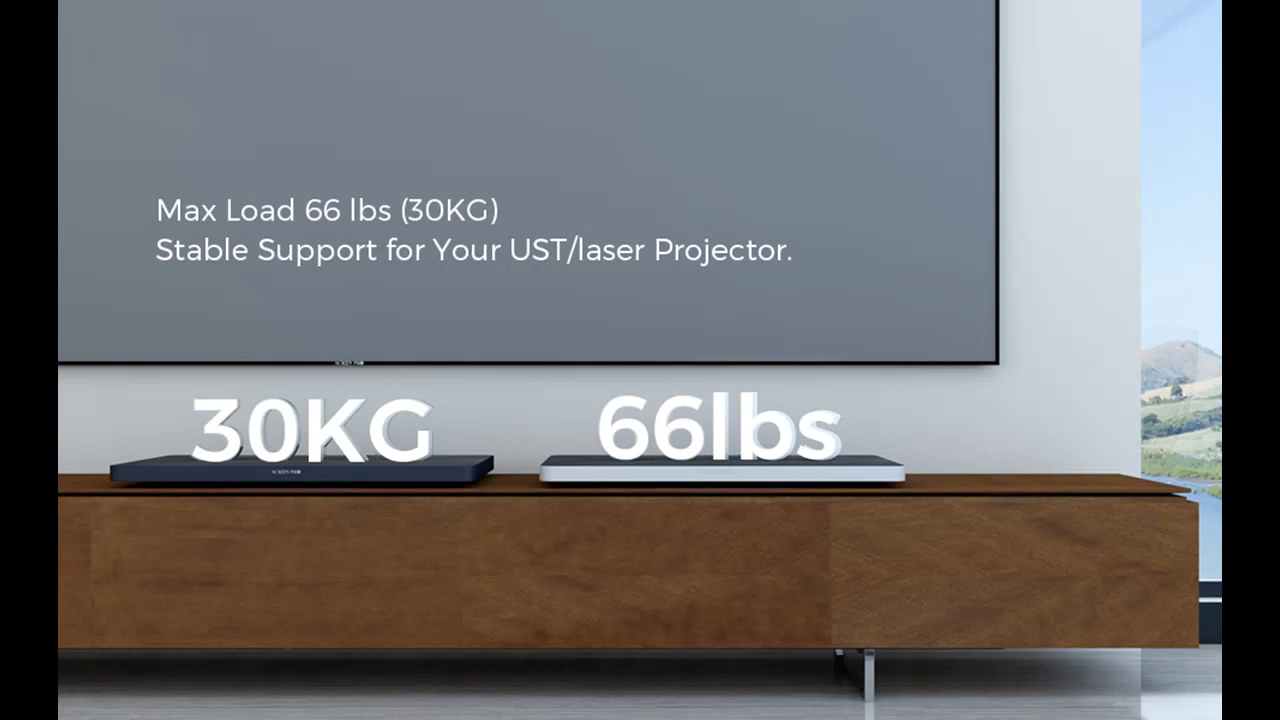 Max Load 66 lbs (30KG)
Stable Support for Your UST/laser Projector.
30KG
66lbs